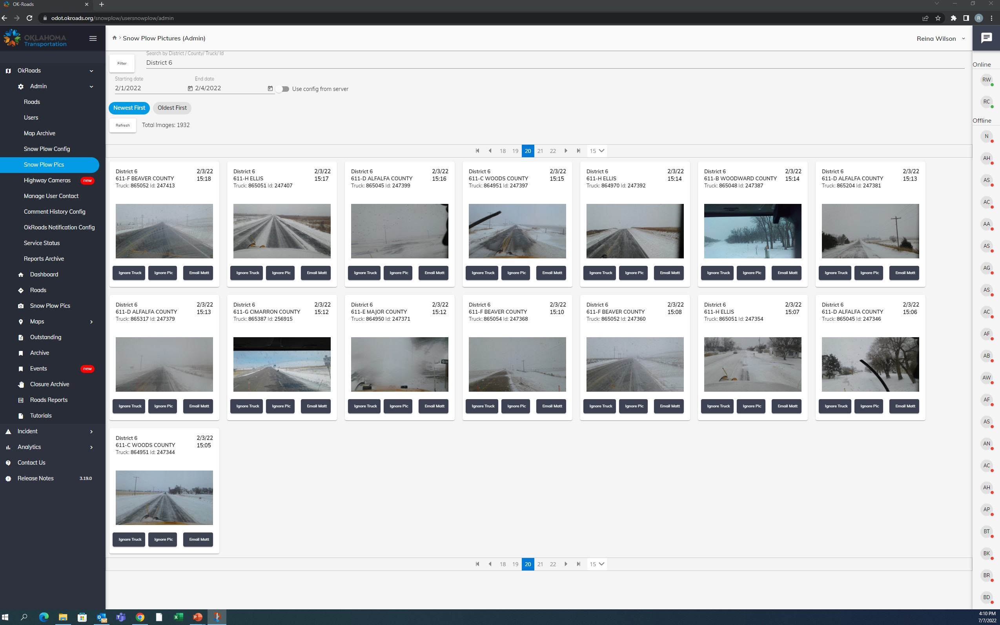 OK-Roads
odot.okroads.org/snowplow/usersnowplow/admin
R
OKLAHOMA
Transportation
Snow Plow Pictures (Admin)
Reina Wilson
OkRoads
Admin
Roads
Users
Map Archive
Snow Plow Config
Snow Plow Pics
Highway Cameras new
Manage User Contact
Comment History Config
OkRoads Notification Config
Service Status
Reports Archive
Dashboard
Roads
Snow Plow Pics
Maps
Outstanding
Archive
Events new
Closure Archive
Roads Reports
Tutorials
Incident
Analytics
Contact Us
Release Notes 3.19.0
Search by District / County/ Truck/ Id
Filter District 6
Starting date End date
2/1/2022 2/4/2022 Use config from server
Newest First Oldest First
Refresh Total Images: 1932
18 19 20 21 22 15
District 6 2/3/22
611-F BEAVER COUNTY 15:18
Truck: 865052 Id: 247413
Ignore Truck Ignore Pic Email Matt
District 6 2/3/22
611-H ELLIS 15:17
Truck: 865051 Id: 247407
Ignore Truck Ignore Pic Email Matt
District 6 2/3/22
611-D ALFALFA COUNTY 15:16
Truck: 865045 Id: 247399
Ignore Truck Ignore Pic Email Matt
District 6 2/3/22
611-C WOODS COUNTY 15:15
Truck: 864951 Id: 247397
Ignore Truck Ignore Pic Email Matt
District 6 2/3/22
611-H ELLIS 15:14
Truck: 864970 Id: 247392
Ignore Truck Ignore Pic Email Matt
District 6 2/3/22
611-B WOODWARD COUNTY 15:14
Truck: 865048 Id: 247387
Ignore Truck Ignore Pic Email Matt
District 6 2/3/22
611-D ALFALFA COUNTY 15:13
Truck: 865204 Id: 247381
Ignore Truck Ignore Pic Email Matt
District 6 2/3/22
611-D ALFALFA COUNTY 15:13
Truck: 865317 Id: 247379
Ignore Truck Ignore Pic Email Matt
District 6 2/3/22
611-G CIMARRON COUNTY 15:12
Truck: 865387 Id: 256915
Ignore Truck Ignore Pic Email Matt
District 6 2/3/22
611-E MAJOR COUNTY 15:12
Truck: 864950 Id: 247371
Ignore Truck Ignore Pic Email Matt
District 6 2/3/22
611-F BEAVER COUNTY 15:10
Truck: 865054 Id: 247368
Ignore Truck Ignore Pic Email Matt
District 6 2/3/22
611-F BEAVER COUNTY 15:08
Truck: 865052 Id: 247360
Ignore Truck Ignore Pic Email Matt
District 6 2/3/22
611-H ELLIS 15:07
Truck: 865051 Id: 247354
Ignore Truck Ignore Pic Email Matt
District 6 2/3/22
611-D ALFALFA COUNTY 15:06
Truck: 865045 Id: 247346
Ignore Truck Ignore Pic Email Matt
District 6 2/3/22
611-C WOODS COUNTY 15:05
Truck: 864951 Id: 247344
Ignore Truck Ignore Pic Email Matt
18 19 20 21 22 15
Online
RW
RC
Offline
N
AH
AS
AC
AA
AS
AG
AS
AC
AF
AB
AW
AF
AS
AN
AC
AH
AP
BT
BK
BR
BD
4:10 PM
7/7/2022